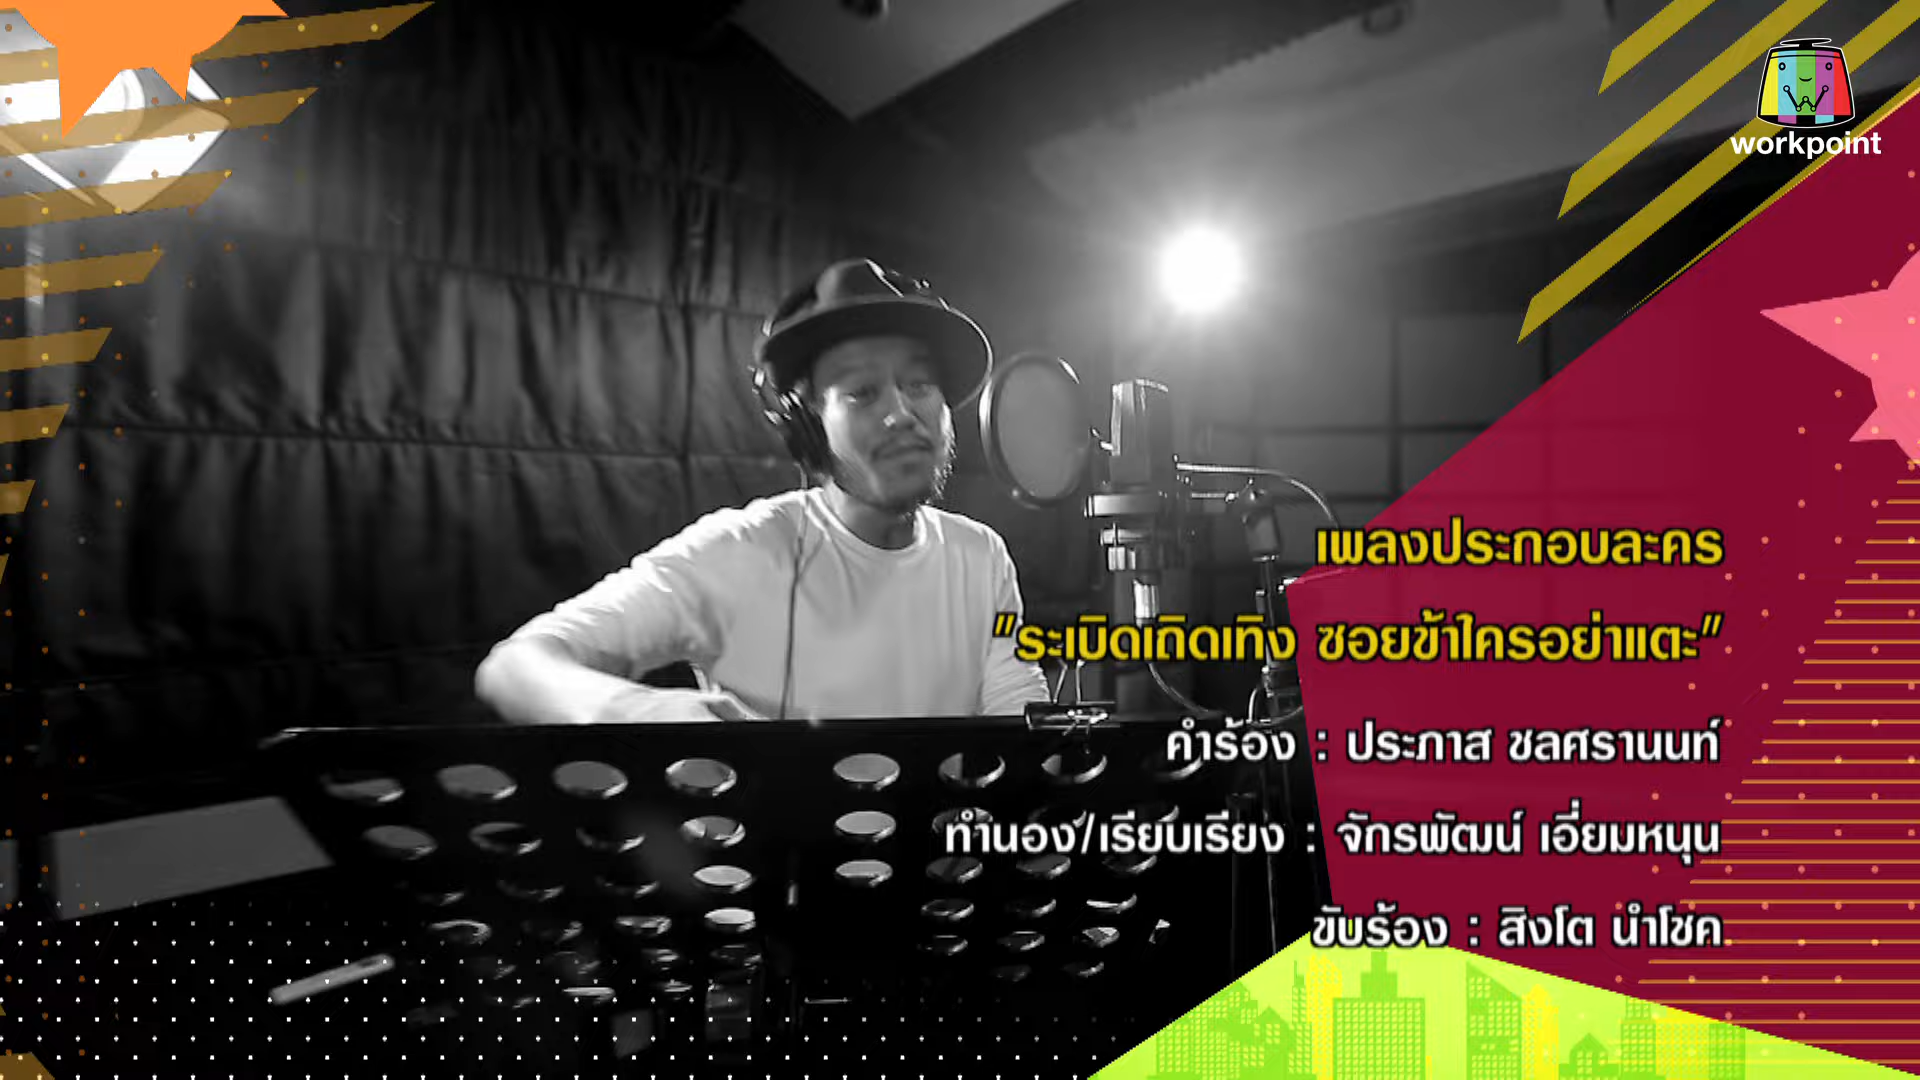 workpoint
เพลงประกอบละคร
"ระเบิดเถิดเทิง ซอยข้าใครอย่าแตะ"
คำร้อง : ประภาส ชลศรานนท์
ทำนอง/เรียบเรียง : จักรพัฒน์ เอี่ยมหนุน
ขับร้อง : สิงโต นำโชค